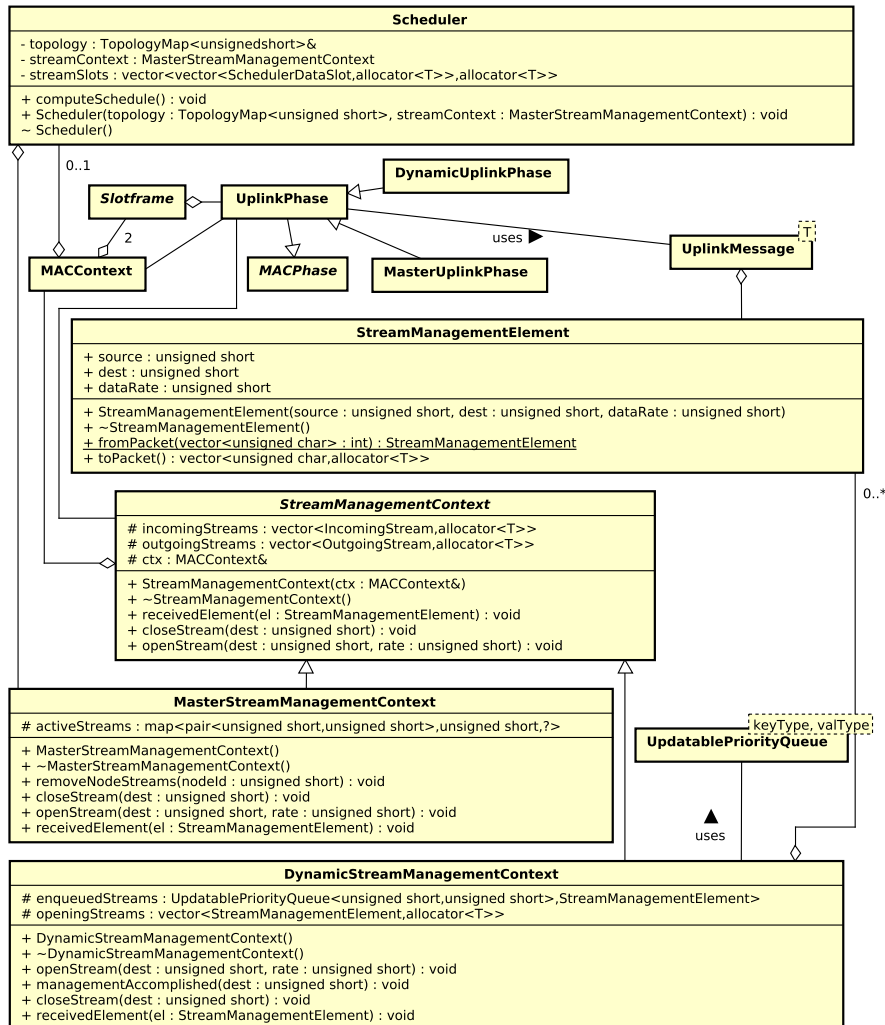 Scheduler
- topology : TopologyMap<unsignedshort>&
- streamContext : MasterStreamManagementContext
- streamSlots : vector<vector<SchedulerDataSlot,allocator<T>>,allocator<T>>
+ computeSchedule() : void
+ Scheduler(topology : TopologyMap<unsigned short>, streamContext : MasterStreamManagementContext) : void
~ Scheduler()
0..1
DynamicUplinkPhase
Slotframe
UplinkPhase
2
uses
T
UplinkMessage
MACContext
MACPhase
MasterUplinkPhase
StreamManagementElement
+ source : unsigned short
+ dest : unsigned short
+ dataRate : unsigned short
+ StreamManagementElement(source : unsigned short, dest : unsigned short, dataRate : unsigned short)
+ ~StreamManagementElement()
+ fromPacket(vector<unsigned char> : int) : StreamManagementElement
+ toPacket() : vector<unsigned char,allocator<T>>
0..*
StreamManagementContext
# incomingStreams : vector<IncomingStream,allocator<T>>
# outgoingStreams : vector<OutgoingStream,allocator<T>>
# ctx : MACContext&
+ StreamManagementContext(ctx : MACContext&)
+ ~StreamManagementContext()
+ receivedElement(el : StreamManagementElement) : void
+ closeStream(dest : unsigned short) : void
+ openStream(dest : unsigned short, rate : unsigned short) : void
MasterStreamManagementContext
# activeStreams : map<pair<unsigned short,unsigned short>,unsigned short,?>
+ MasterStreamManagementContext()
+ ~MasterStreamManagementContext()
+ removeNodeStreams(nodeId : unsigned short) : void
+ closeStream(dest : unsigned short) : void
+ openStream(dest : unsigned short, rate : unsigned short) : void
+ receivedElement(el : StreamManagementElement) : void
keyType, valType
UpdatablePriorityQueue
uses
DynamicStreamManagementContext
# enqueuedStreams : UpdatablePriorityQueue<unsigned short,unsigned short>,StreamManagementElement>
# openingStreams : vector<StreamManagementElement,allocator<T>>
+ DynamicStreamManagementContext()
+ ~DynamicStreamManagementContext()
+ openStream(dest : unsigned short, rate : unsigned short) : void
+ managementAccomplished(dest : unsigned short) : void
+ closeStream(dest : unsigned short) : void
+ receivedElement(el : StreamManagementElement) : void